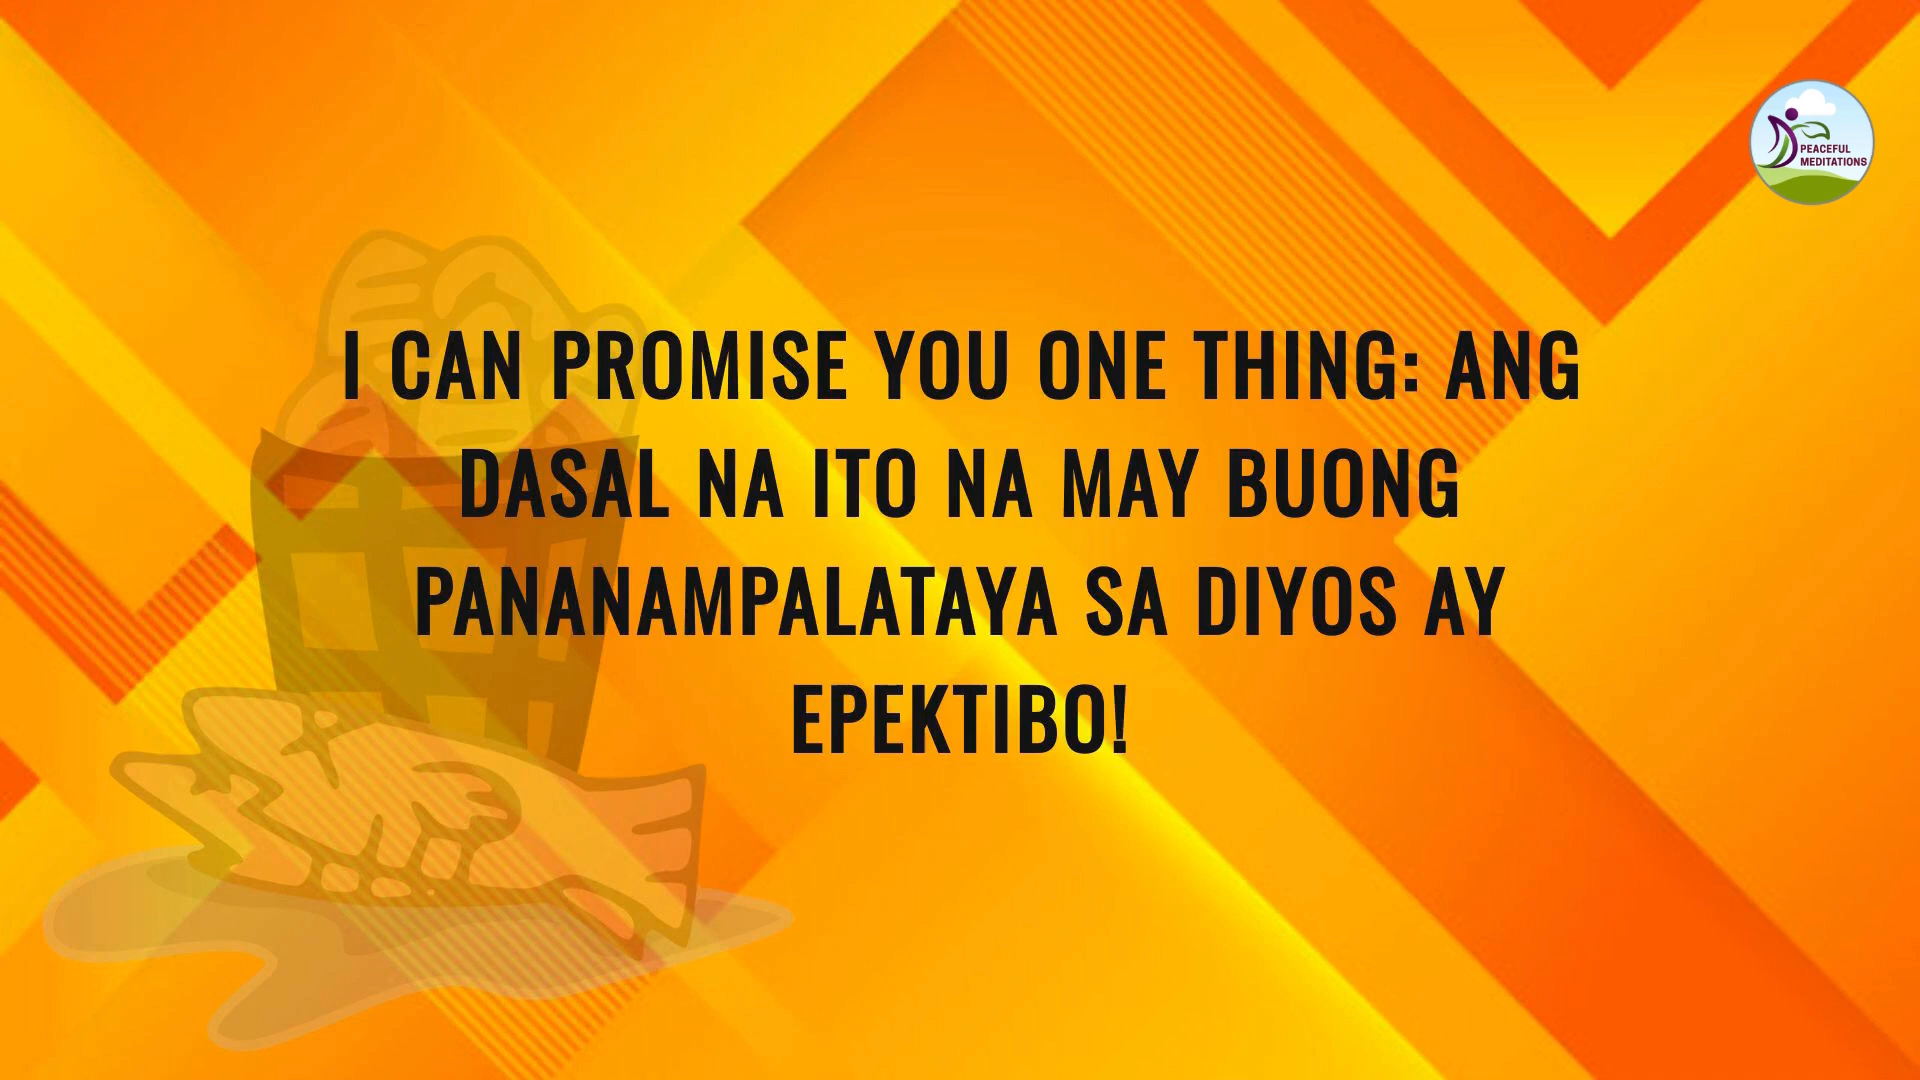 PEACEFUL
MEDITATIONS
I CAN PROMISE YOU ONE THING: ANG
DASAL NA ITO NA MAY BUONG
PANANAMPALATAYA SA DIYOS AY
EPEKTIBO!